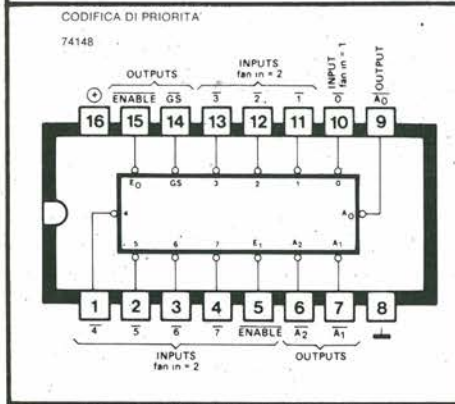 CODIFICA DI PRIORITA'
74148
OUTPUTS
INPUTS
fan in = 2
INPUT
fan in = 1
OUTPUT
ENABLE GS 3 2 1 0 A0
16 15 14 13 12 11 10 9
E0 GS 3 2 1 0
4 A0
5 6 7 E1 A2 A1
1 2 3 4 5 6 7 8
4 5 6 7 ENABLE A2 A1
INPUTS
fan in = 2
OUTPUTS